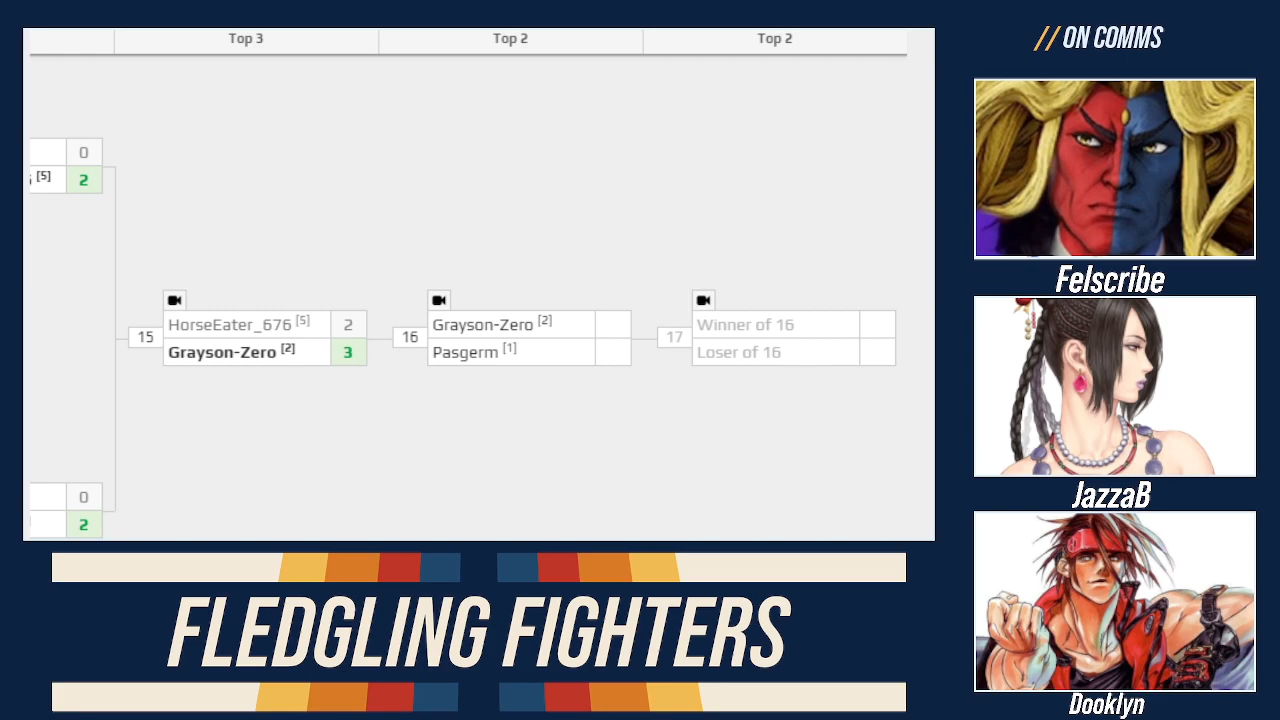 Top 3
Top 2
Top 2
// ON COMMS
0
[5] 2
Felscribe
15
HorseEater_676 [5] 2
Grayson-Zero [2] 3
16
Grayson-Zero [2]
Pasgerm [1]
17
Winner of 16
Loser of 16
JazzaB
0
2
FLEDGLING FIGHTERS
Dooklyn